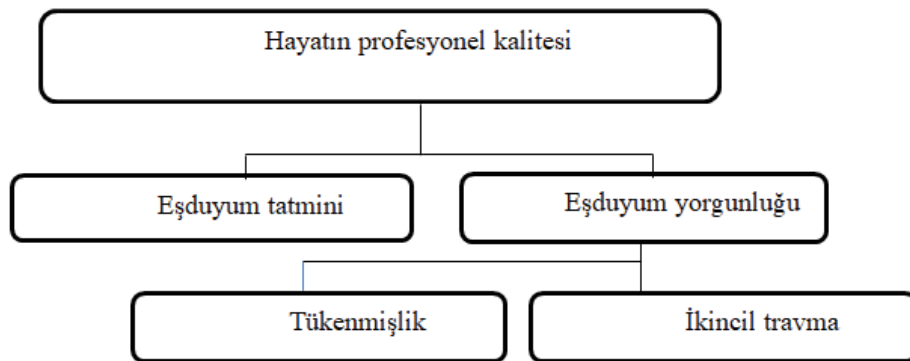 Hayatın profesyonel kalitesi
Eşduyum tatmini
Eşduyum yorgunluğu
Tükenmişlik
İkincil travma